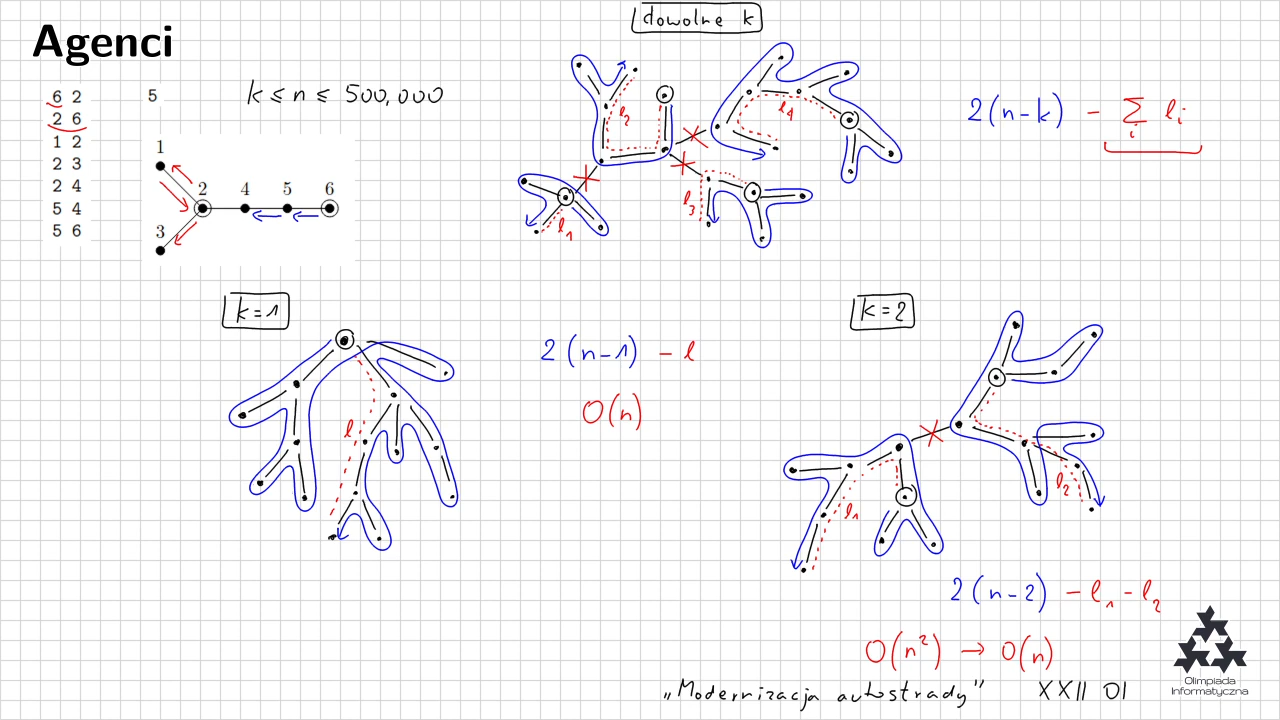 Agenci
dowolne k
6 2
2 6
1 2
2 3
2 4
5 4
5 6
5
k ≤ n ≤ 500,000
1
2 4 5 6
3
l₂
l₄
l₃
l₁
2(n-k) - Σ lᵢ
i
k=1
l
2(n-1) - l
O(n)
k=2
l₁
l₂
2(n-2) - l₁ - l₂
O(n²) → O(n)
„Modernizacja autostrady” XXII OI
Olimpiada
Informatyczna